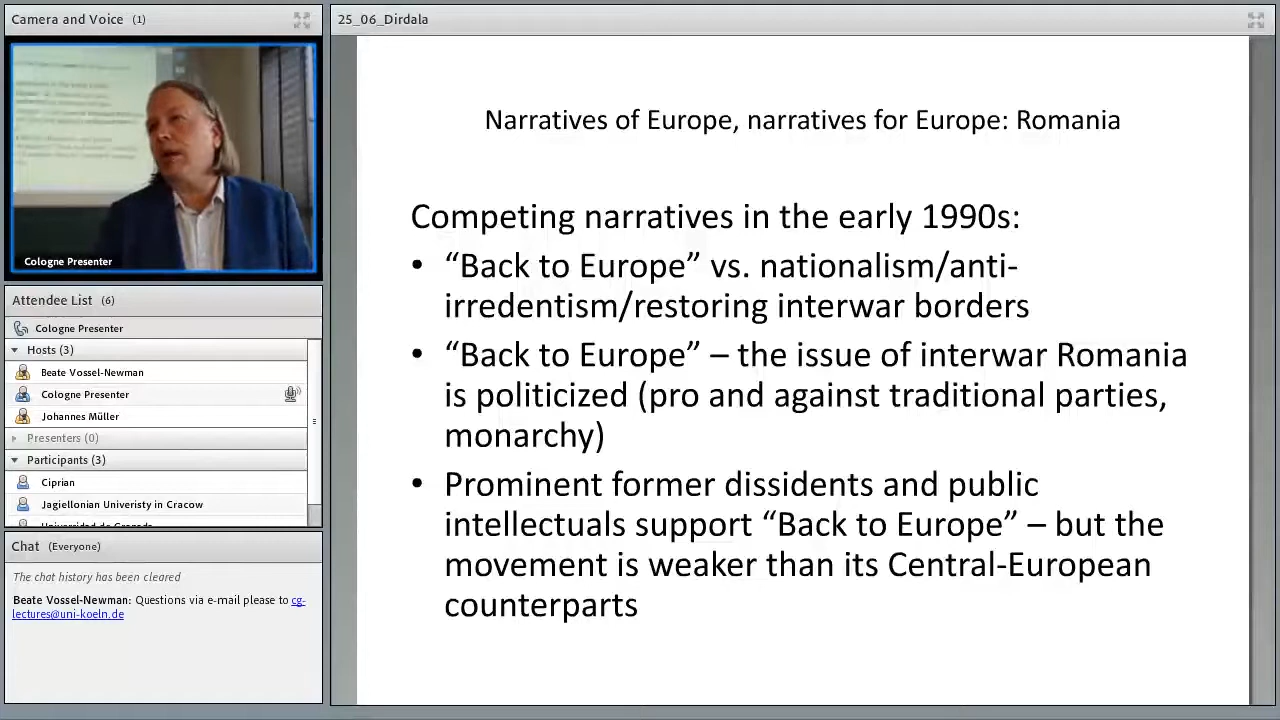 Camera and Voice (1)
Cologne Presenter
Attendee List (6)
Cologne Presenter
Hosts (3)
Beate Vossel-Newman
Cologne Presenter
Johannes Müller
Presenters (0)
Participants (3)
Ciprian
Jagiellonian Univeristy in Cracow
Universidad de Granada
Chat (Everyone)
The chat history has been cleared
Beate Vossel-Newman: Questions via e-mail please to cg-
lectures@uni-koeln.de
25_06_Dirdala
Narratives of Europe, narratives for Europe: Romania
Competing narratives in the early 1990s:
• “Back to Europe” vs. nationalism/anti-
irredentism/restoring interwar borders
• “Back to Europe” – the issue of interwar Romania
is politicized (pro and against traditional parties,
monarchy)
• Prominent former dissidents and public
intellectuals support “Back to Europe” – but the
movement is weaker than its Central-European
counterparts